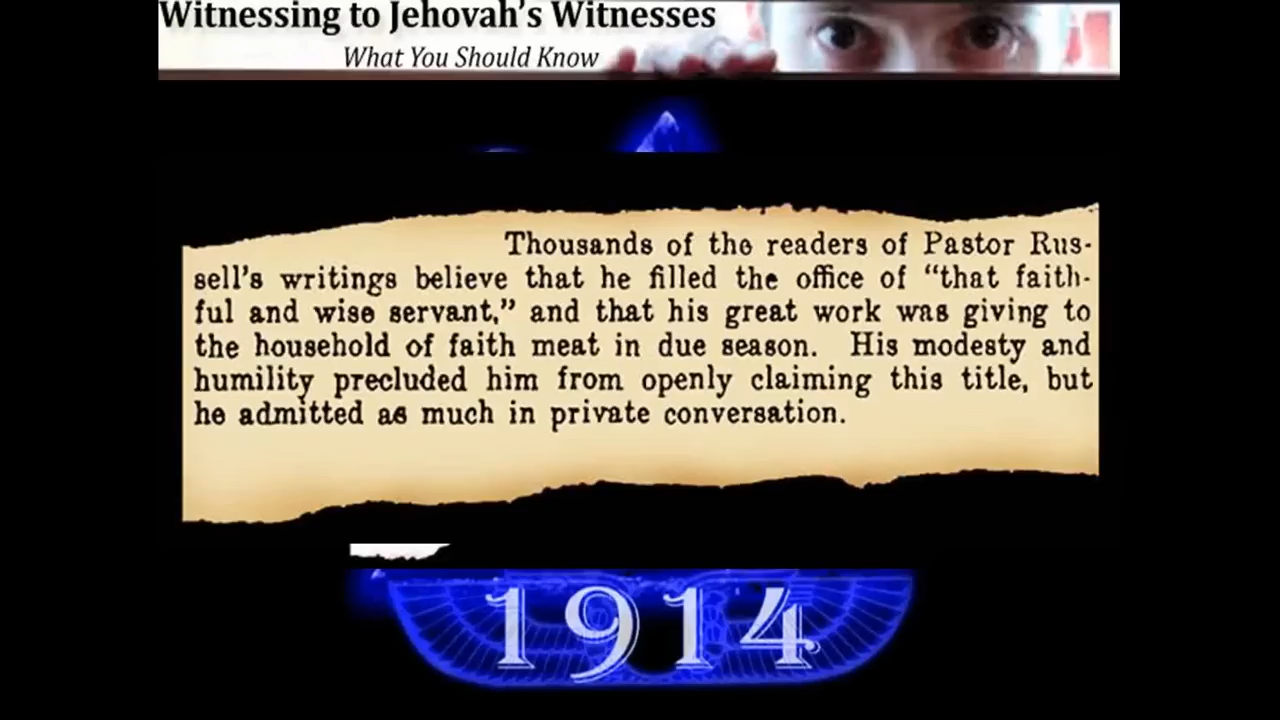 Witnessing to Jehovah's Witnesses
What You Should Know
Thousands of the readers of Pastor Rus-
sell's writings believe that he filled the office of "that faith-
ful and wise servant," and that his great work was giving to
the household of faith meat in due season. His modesty and
humility precluded him from openly claiming this title, but
he admitted as much in private conversation.
1914